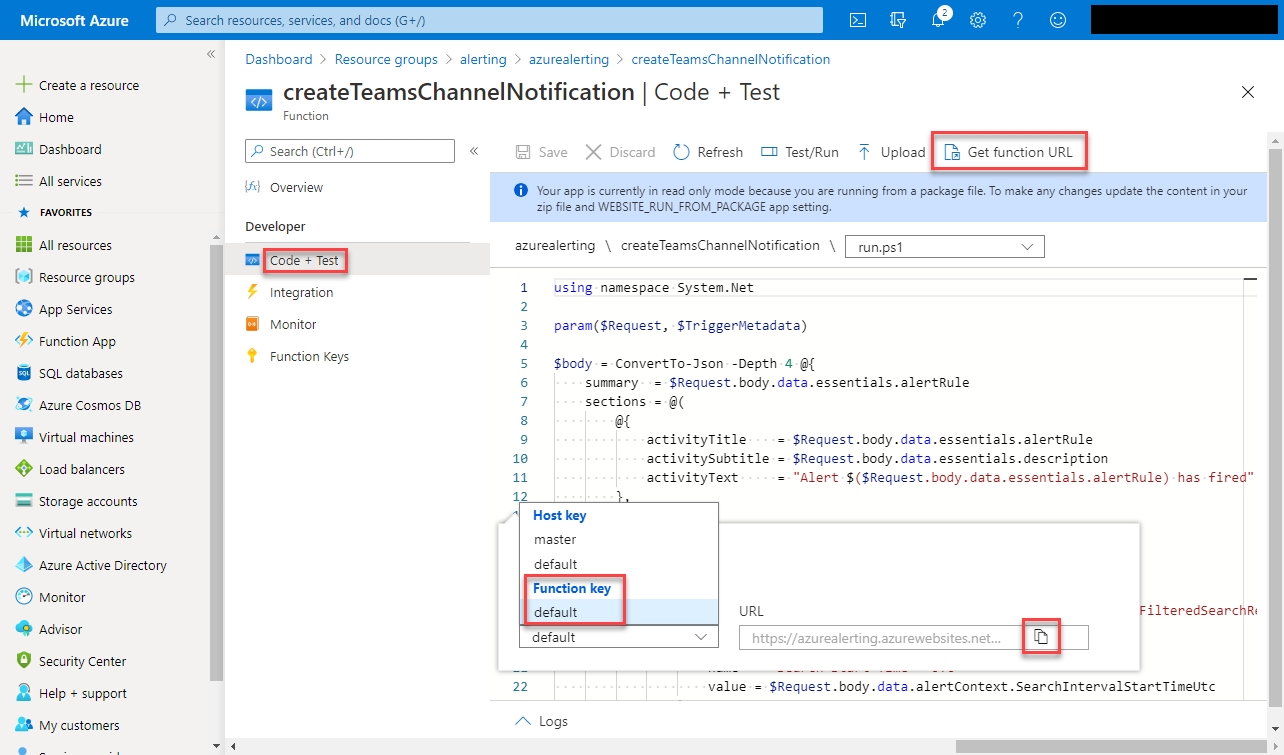 Microsoft Azure
Search resources, services, and docs (G+/)
2
Create a resource
Home
Dashboard
All services
FAVORITES
All resources
Resource groups
App Services
Function App
SQL databases
Azure Cosmos DB
Virtual machines
Load balancers
Storage accounts
Virtual networks
Azure Active Directory
Monitor
Advisor
Security Center
Help + support
My customers
Dashboard > Resource groups > alerting > azurealerting > createTeamsChannelNotification
createTeamsChannelNotification | Code + Test
Function
Search (Ctrl+/)
Overview
Developer
Code + Test
Integration
Monitor
Function Keys
Save
Discard
Refresh
Test/Run
Upload
Get function URL
Your app is currently in read only mode because you are running from a package file. To make any changes update the content in your
zip file and WEBSITE_RUN_FROM_PACKAGE app setting.
azurealerting \ createTeamsChannelNotification \ run.ps1
1 using namespace System.Net
2
3 param($Request, $TriggerMetadata)
4
5 $body = ConvertTo-Json -Depth 4 @{
6 summary = $Request.body.data.essentials.alertRule
7 sections = @(
8 @{
9 activityTitle = $Request.body.data.essentials.alertRule
10 activitySubtitle = $Request.body.data.essentials.description
11 activityText = "Alert $($Request.body.data.essentials.alertRule) has fired"
12 },
Host key
master
default
Function key
default
default
URL
https://azurealerting.azurewebsites.net...
FilteredSearchRe
22 value = $Request.body.data.alertContext.SearchIntervalStartTimeUtc
Logs